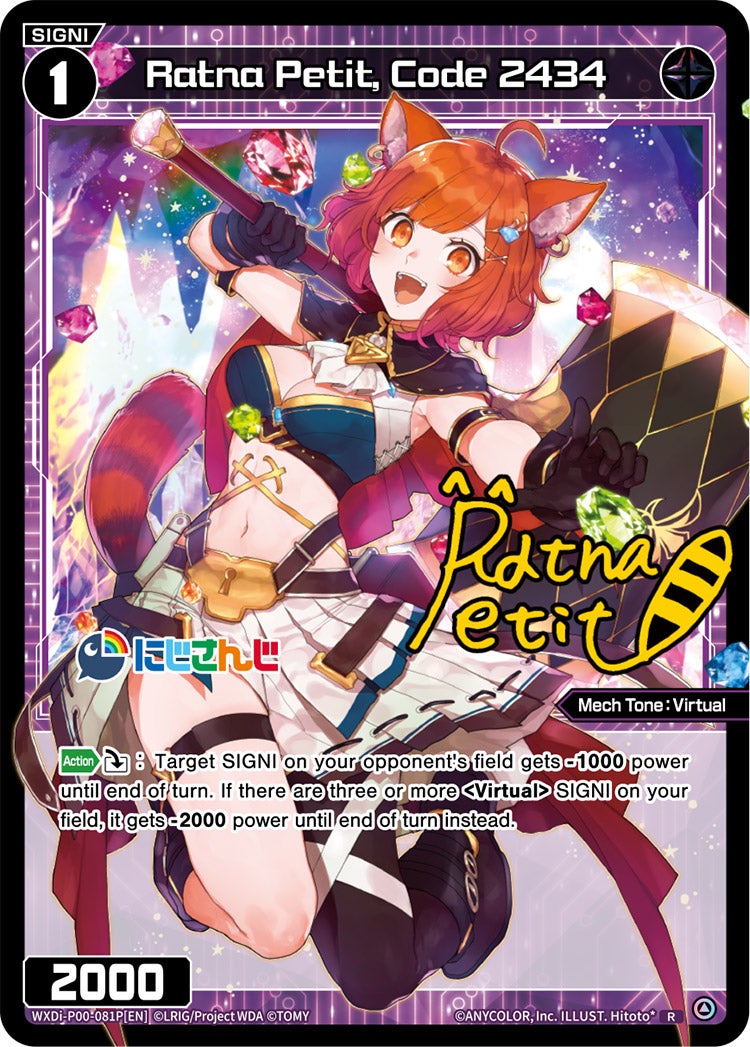 SIGNI
1
Ratna Petit, Code 2434
Ratna
Petit
にじさんじ
Mech Tone：Virtual
Action : Target SIGNI on your opponent's field gets -1000 power
until end of turn. If there are three or more <Virtual> SIGNI on your
field, it gets -2000 power until end of turn instead.
2000
WXDi-P00-081P[EN] ©LRIG/Project WDA ©TOMY ©ANYCOLOR, Inc. ILLUST. Hitoto* R